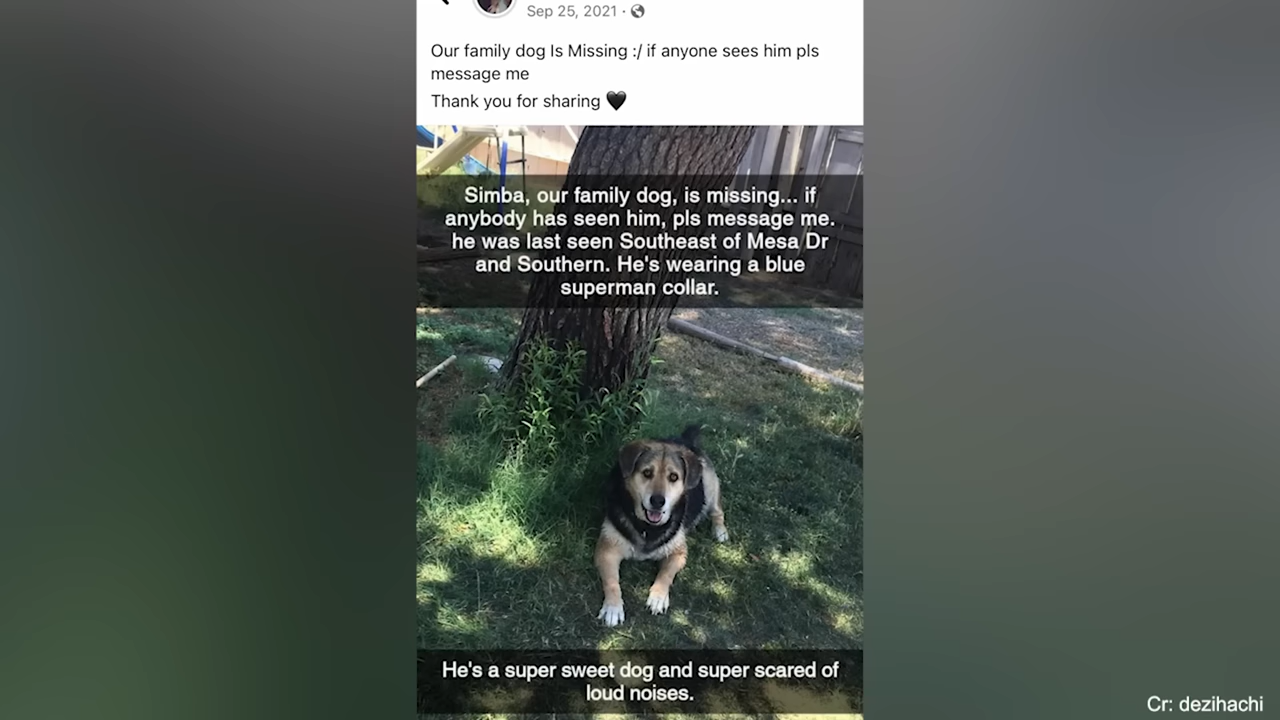 Sep 25, 2021 ·
Our family dog Is Missing :/ if anyone sees him pls
message me
Thank you for sharing 🖤
Simba, our family dog, is missing... if
anybody has seen him, pls message me.
he was last seen Southeast of Mesa Dr
and Southern. He's wearing a blue
superman collar.
He's a super sweet dog and super scared of
loud noises.
Cr: dezihachi